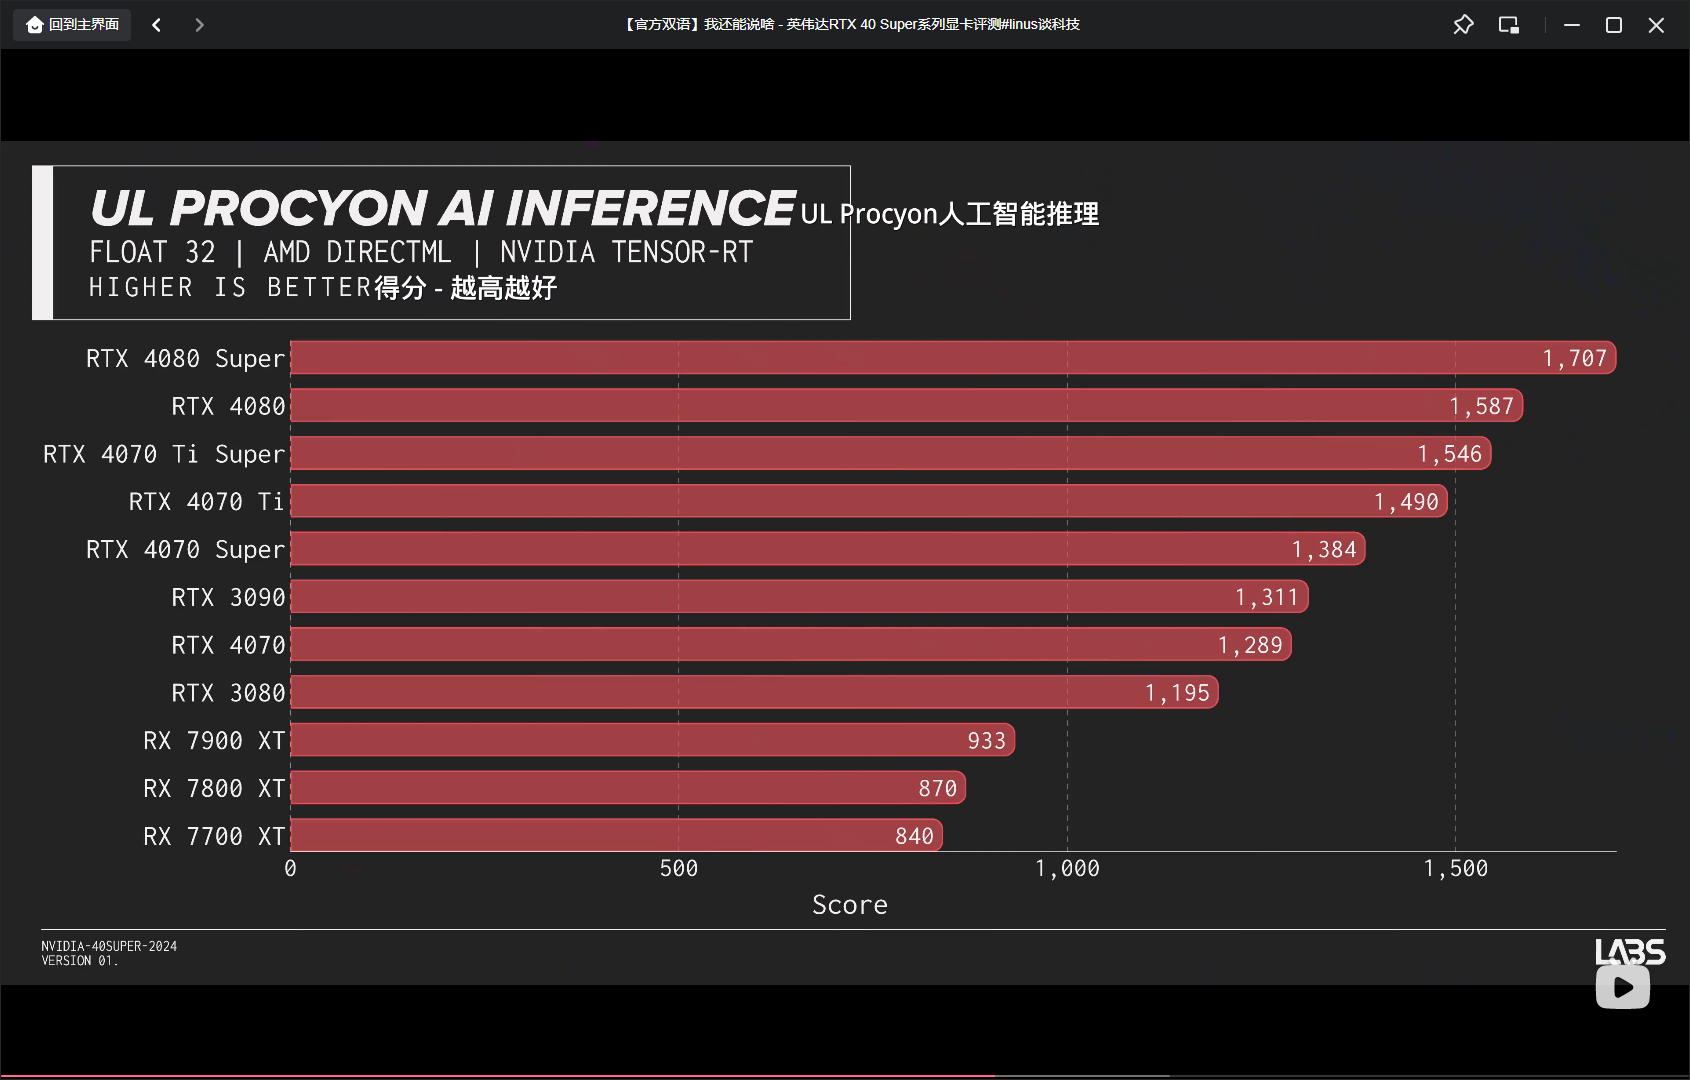 回到主界面
【官方双语】我还能说啥 - 英伟达RTX 40 Super系列显卡评测#linus谈科技
UL PROCYON AI INFERENCE UL Procyon人工智能推理
FLOAT 32 | AMD DIRECTML | NVIDIA TENSOR-RT
HIGHER IS BETTER得分 - 越高越好
RTX 4080 Super 1,707
RTX 4080 1,587
RTX 4070 Ti Super 1,546
RTX 4070 Ti 1,490
RTX 4070 Super 1,384
RTX 3090 1,311
RTX 4070 1,289
RTX 3080 1,195
RX 7900 XT 933
RX 7800 XT 870
RX 7700 XT 840
0 500 1,000 1,500
Score
NVIDIA-40SUPER-2024
VERSION 01.
LABS